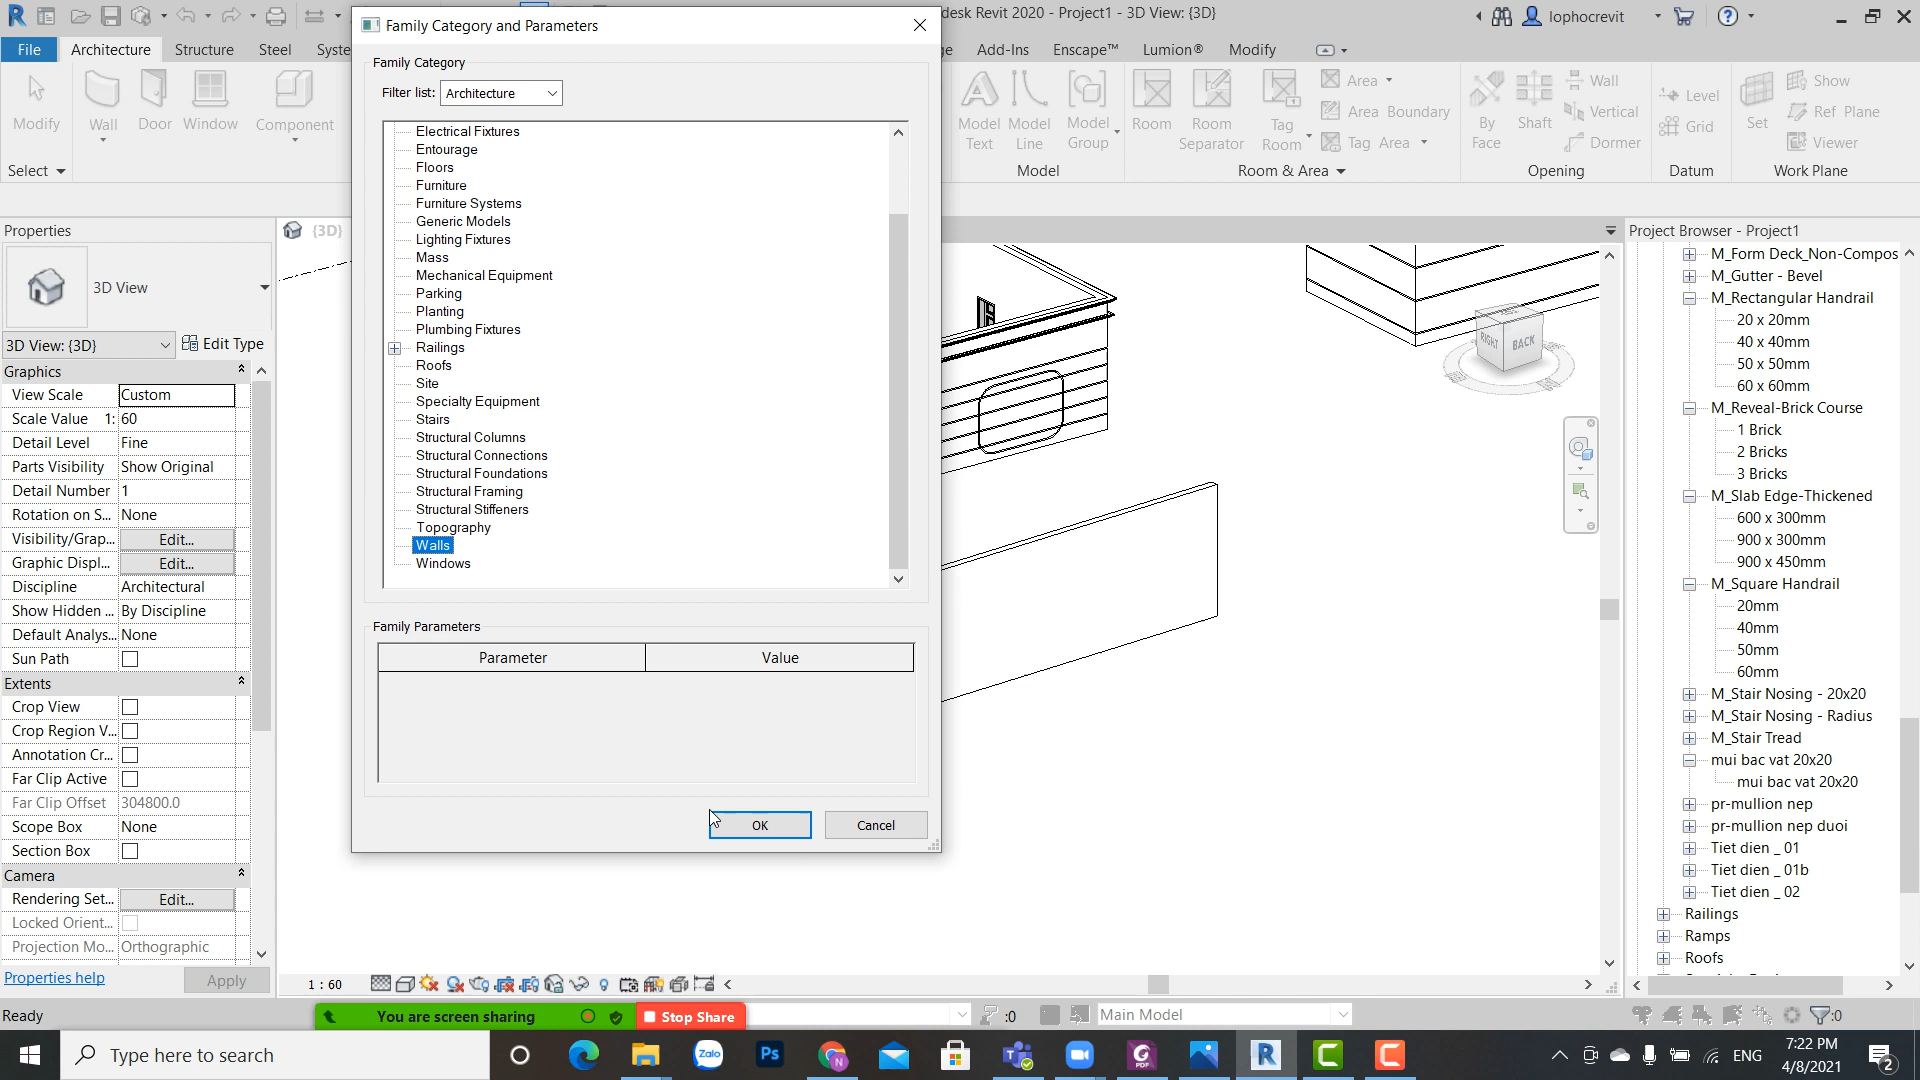 desk Revit 2020 - Project1 - 3D View: {3D}
lophocrevit
Family Category and Parameters
File
Architecture
Structure
Steel
Syste
ge
Add-Ins
Enscape™
Lumion®
Modify
Modify
Wall
Door
Window
Component
Select
Family Category
Filter list:
Architecture
Model Text
Model Line
Model Group
Room
Room Separator
Tag Room
Area
Area Boundary
Tag Area
By Face
Shaft
Wall
Vertical
Dormer
Level
Grid
Set
Show
Ref Plane
Viewer
Model
Room & Area
Opening
Datum
Work Plane
Electrical Fixtures
Entourage
Floors
Furniture
Furniture Systems
Generic Models
Lighting Fixtures
Mass
Mechanical Equipment
Parking
Planting
Plumbing Fixtures
Railings
Roofs
Site
Specialty Equipment
Stairs
Structural Columns
Structural Connections
Structural Foundations
Structural Framing
Structural Stiffeners
Topography
Walls
Windows
Family Parameters
Parameter
Value
OK
Cancel
Properties
3D View
3D View: {3D}
Edit Type
Graphics
View Scale Custom
Scale Value 1: 60
Detail Level Fine
Parts Visibility Show Original
Detail Number 1
Rotation on S... None
Visibility/Grap... Edit...
Graphic Displ... Edit...
Discipline Architectural
Show Hidden ... By Discipline
Default Analys... None
Sun Path
Extents
Crop View
Crop Region V...
Annotation Cr...
Far Clip Active
Far Clip Offset 304800.0
Scope Box None
Section Box
Camera
Rendering Set... Edit...
Locked Orient...
Projection Mo... Orthographic
Properties help
Apply
{3D}
RIGHT
BACK
Project Browser - Project1
M_Form Deck_Non-Compos
M_Gutter - Bevel
M_Rectangular Handrail
20 x 20mm
40 x 40mm
50 x 50mm
60 x 60mm
M_Reveal-Brick Course
1 Brick
2 Bricks
3 Bricks
M_Slab Edge-Thickened
600 x 300mm
900 x 300mm
900 x 450mm
M_Square Handrail
20mm
40mm
50mm
60mm
M_Stair Nosing - 20x20
M_Stair Nosing - Radius
M_Stair Tread
mui bac vat 20x20
mui bac vat 20x20
pr-mullion nep
pr-mullion nep duoi
Tiet dien _ 01
Tiet dien _ 01b
Tiet dien _ 02
Railings
Ramps
Roofs
1 : 60
Ready
You are screen sharing
Stop Share
:0
Main Model
:0
Type here to search
Zalo
Ps
ENG
7:22 PM
4/8/2021
2